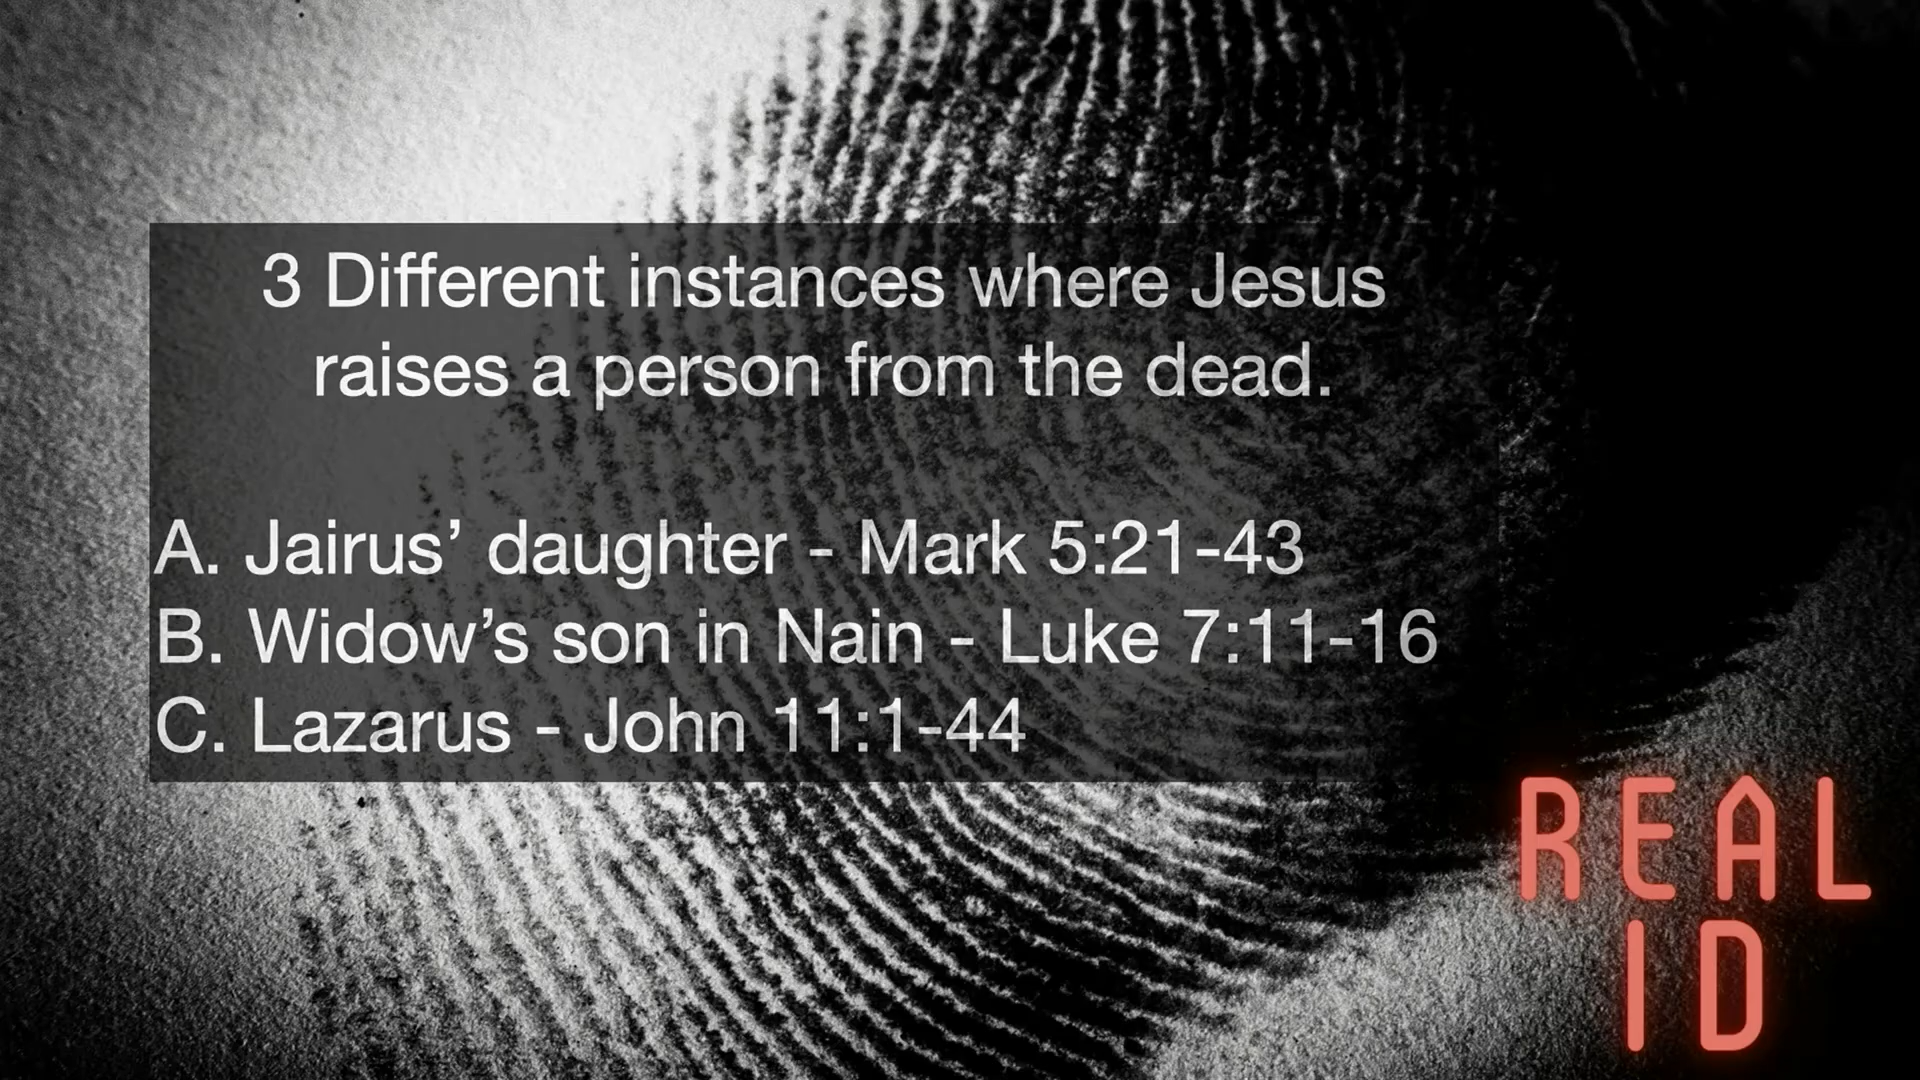 3 Different instances where Jesus
raises a person from the dead.
A. Jairus’ daughter - Mark 5:21-43
B. Widow’s son in Nain - Luke 7:11-16
C. Lazarus - John 11:1-44
REAL
ID